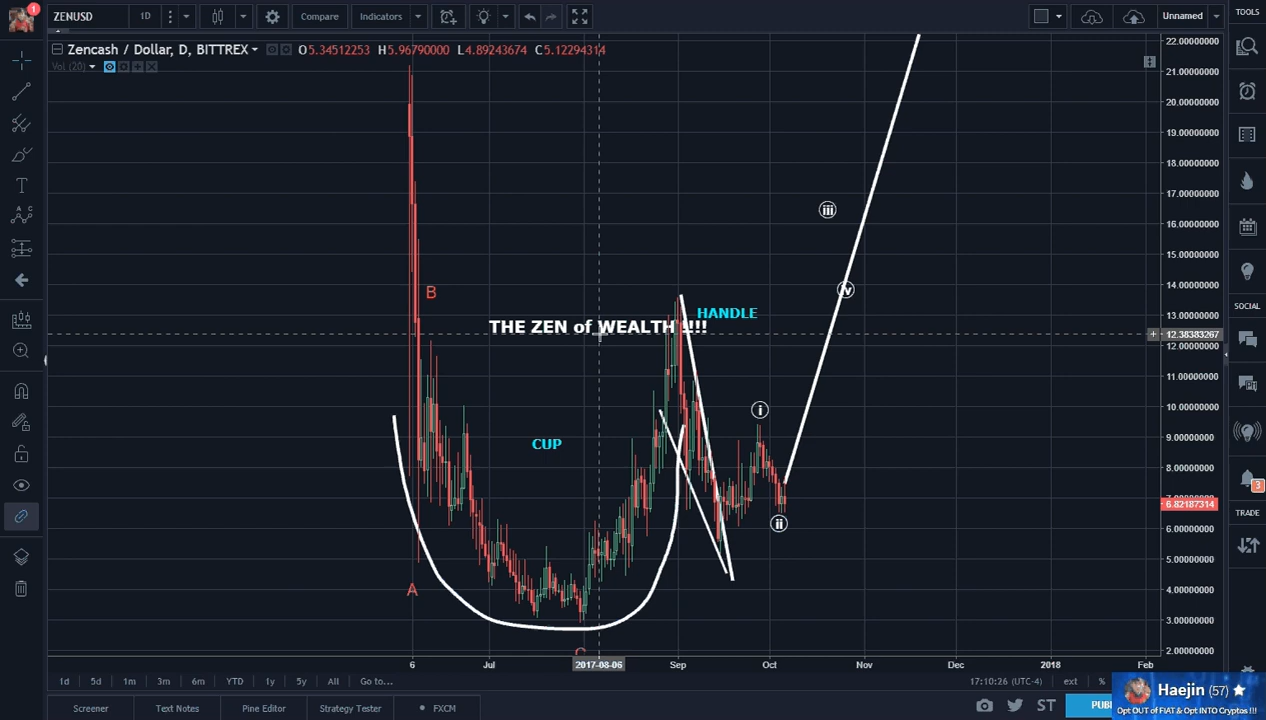 1
ZENUSD
1D
Compare
Indicators
Unnamed
TOOLS
Zencash / Dollar, D, BITTREX
O5.34512253 H5.96790000 L4.89243674 C5.12294314
Vol (20)
22.00000000
21.00000000
20.00000000
19.00000000
18.00000000
17.00000000
16.00000000
15.00000000
14.00000000
13.00000000
12.38383267
12.00000000
11.00000000
10.00000000
9.00000000
8.00000000
7.00000000
6.82187314
6.00000000
5.00000000
4.00000000
3.00000000
2.00000000
iii
B
iv
HANDLE
THE ZEN of WEALTH !!!!
i
CUP
ii
A
C
SOCIAL
3
TRADE
6
Jul
2017-08-06
Sep
Oct
Nov
Dec
2018
Feb
1d
5d
1m
3m
6m
YTD
1y
5y
All
Go to...
17:10:26 (UTC-4)
ext
%
Screener
Text Notes
Pine Editor
Strategy Tester
FXCM
ST
PUB
Haejin (57)
Opt OUT of FIAT & Opt INTO Cryptos !!!